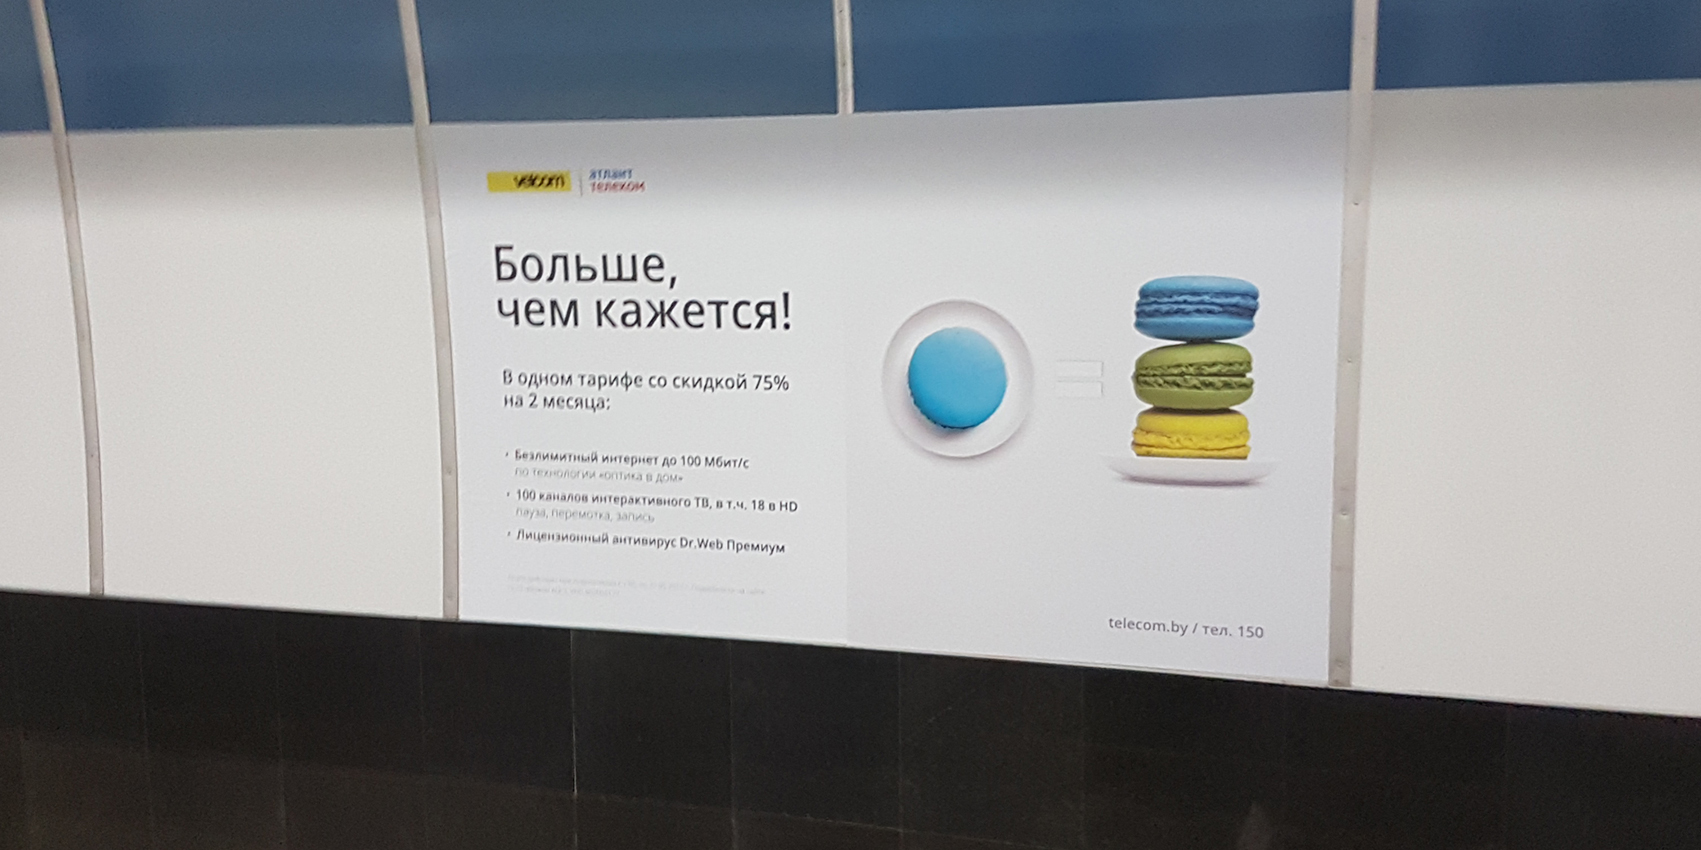 velcom
атлант
телеком
Больше,
чем кажется!
В одном тарифе со скидкой 75%
на 2 месяца:
· Безлимитный интернет до 100 Мбит/с
по технологии «оптика в дом»
· 100 каналов интерактивного ТВ, в т.ч. 18 в HD
пауза, перемотка, запись
· Лицензионный антивирус Dr.Web Премиум
telecom.by / тел. 150